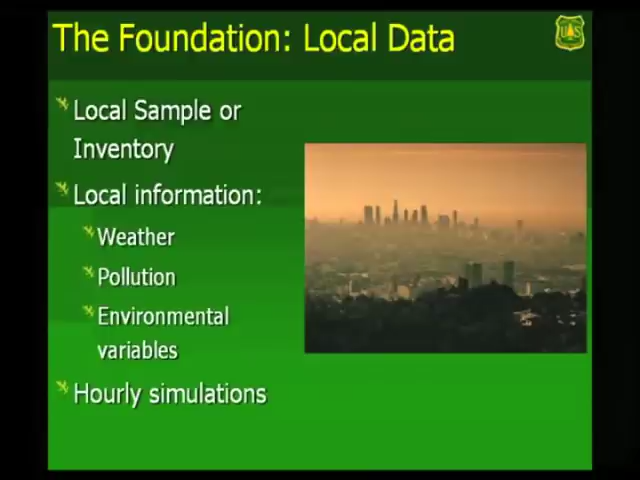 The Foundation: Local Data
U S
Local Sample or
Inventory
Local information:
Weather
Pollution
Environmental
variables
Hourly simulations